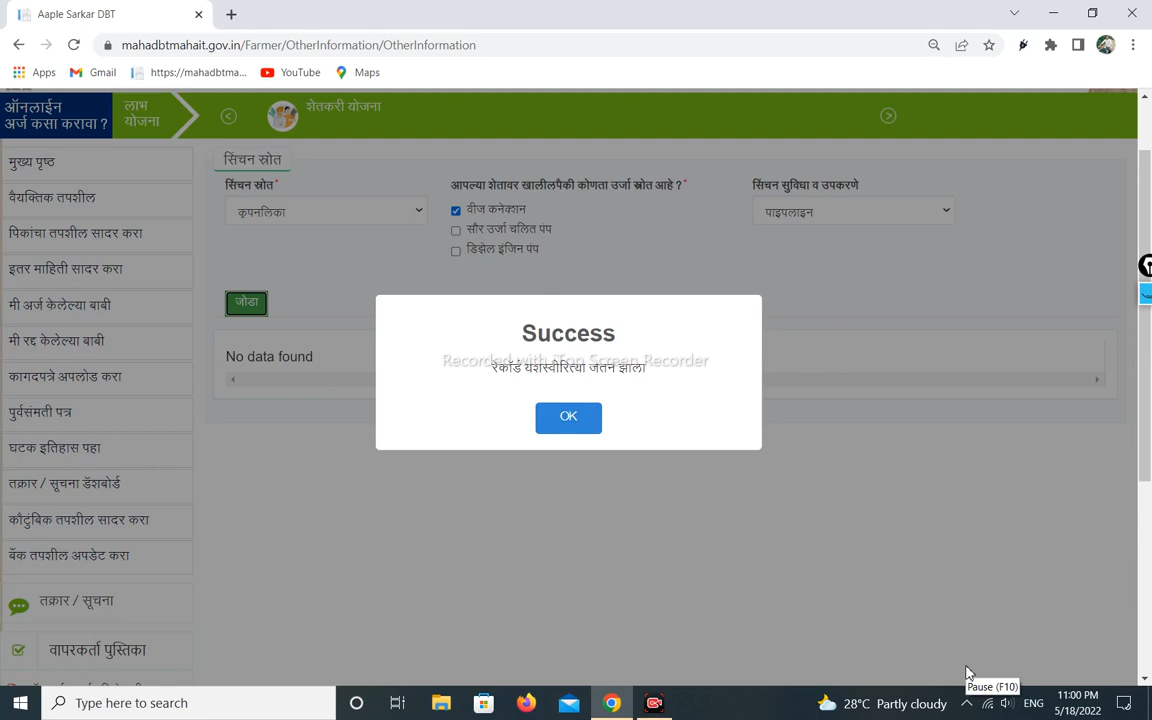 Aaple Sarkar DBT
mahadbtmahait.gov.in/Farmer/OtherInformation/OtherInformation
Apps
Gmail
https://mahadbtma...
YouTube
Maps
ऑनलाईन
अर्ज कसा करावा ?
लाभ
योजना
शेतकरी योजना
मुख्य पृष्ठ
वैयक्तिक तपशील
पिकांचा तपशील सादर करा
इतर माहिती सादर करा
मी अर्ज केलेल्या बाबी
मी रद्द केलेल्या बाबी
कागदपत्रे अपलोड करा
पुर्वसंमती पत्र
घटक इतिहास पहा
तक्रार / सूचना डॅशबोर्ड
कौटुंबिक तपशील सादर करा
बँक तपशील अपडेट करा
तक्रार / सूचना
वापरकर्ता पुस्तिका
सिंचन स्रोत
सिंचन स्रोत*
कूपनलिका
आपल्या शेतावर खालीलपैकी कोणता उर्जा स्त्रोत आहे ?*
वीज कनेक्शन
सौर उर्जा चलित पंप
डिझेल इंजिन पंप
सिंचन सुविधा व उपकरणे
पाइपलाइन
जोडा
No data found
Success
Recorded with iTop Screen Recorder
रेकॉर्ड यशस्वीरित्या जतन झाला
OK
Pause (F10)
Type here to search
28°C Partly cloudy
ENG
11:00 PM
5/18/2022